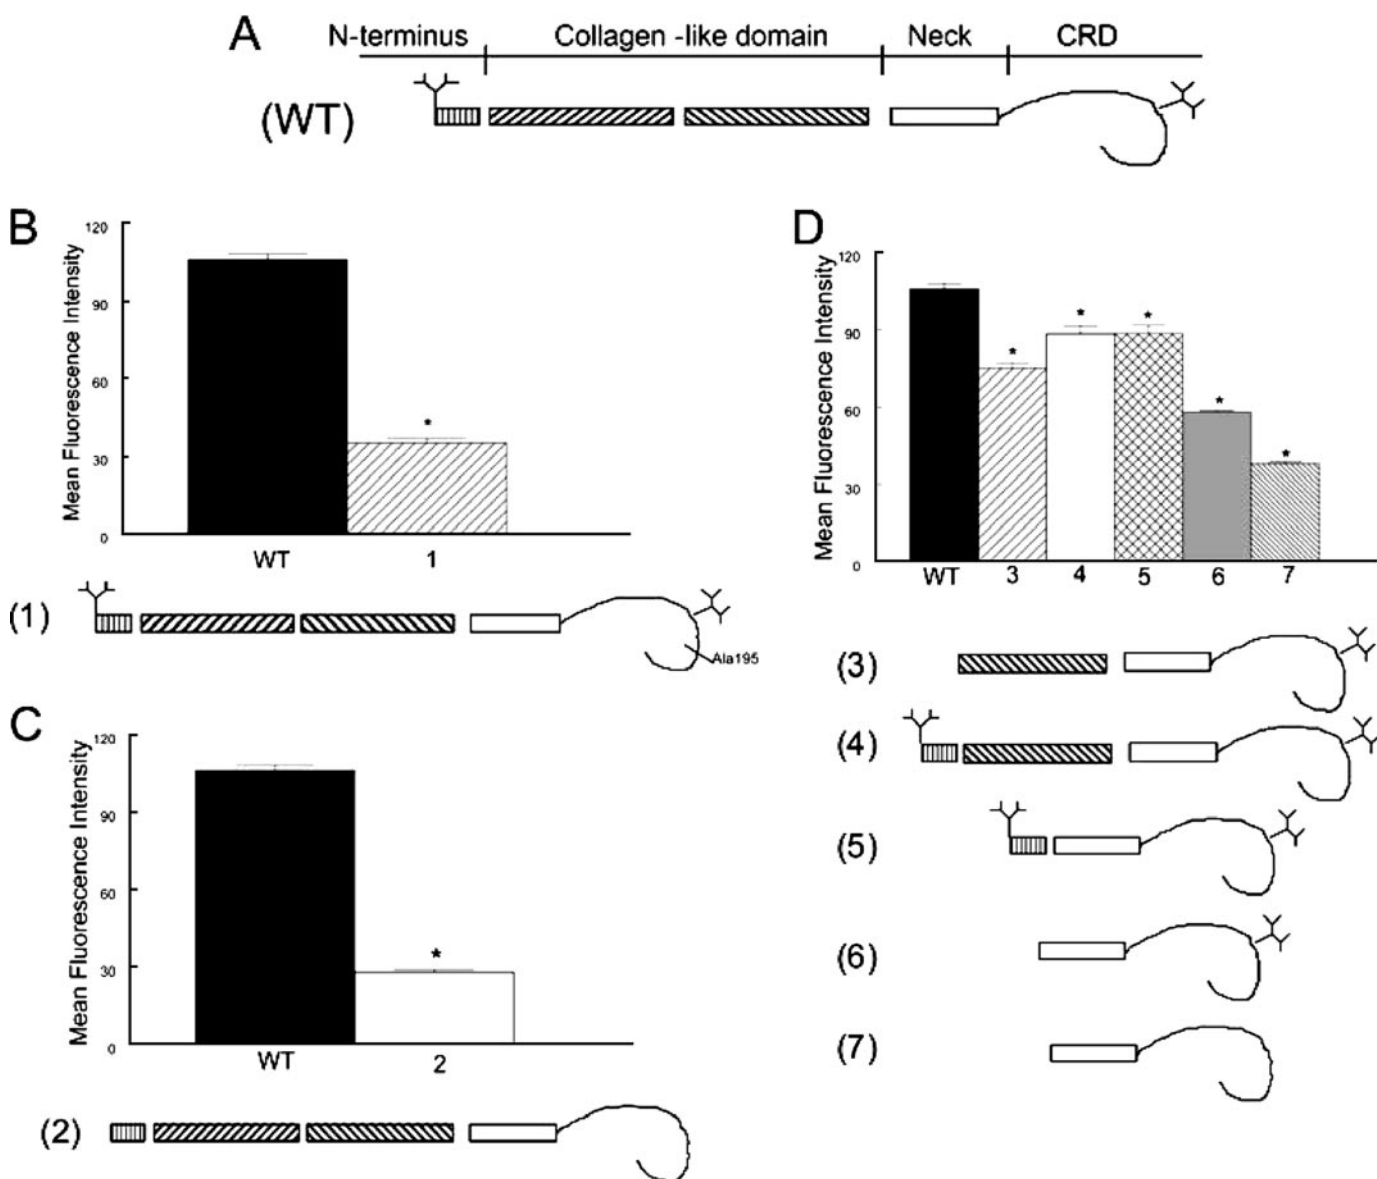 A
N-terminus Collagen -like domain Neck CRD
(WT)
B
Mean Fluorescence Intensity
120
90
60
30
0
*
WT 1
(1)
Ala195
C
Mean Fluorescence Intensity
120
90
60
30
0
*
WT 2
(2)
D
Mean Fluorescence Intensity
120
90
60
30
0
* * * * *
WT 3 4 5 6 7
(3)
(4)
(5)
(6)
(7)